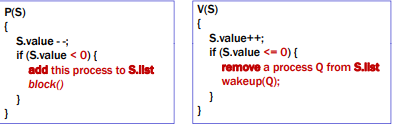 P(S)
{
S.value - -;
if (S.value < 0) {
add this process to S.list
block()
}
}
V(S)
{
S.value++;
if (S.value <= 0) {
remove a process Q from S.list
wakeup(Q);
}
}